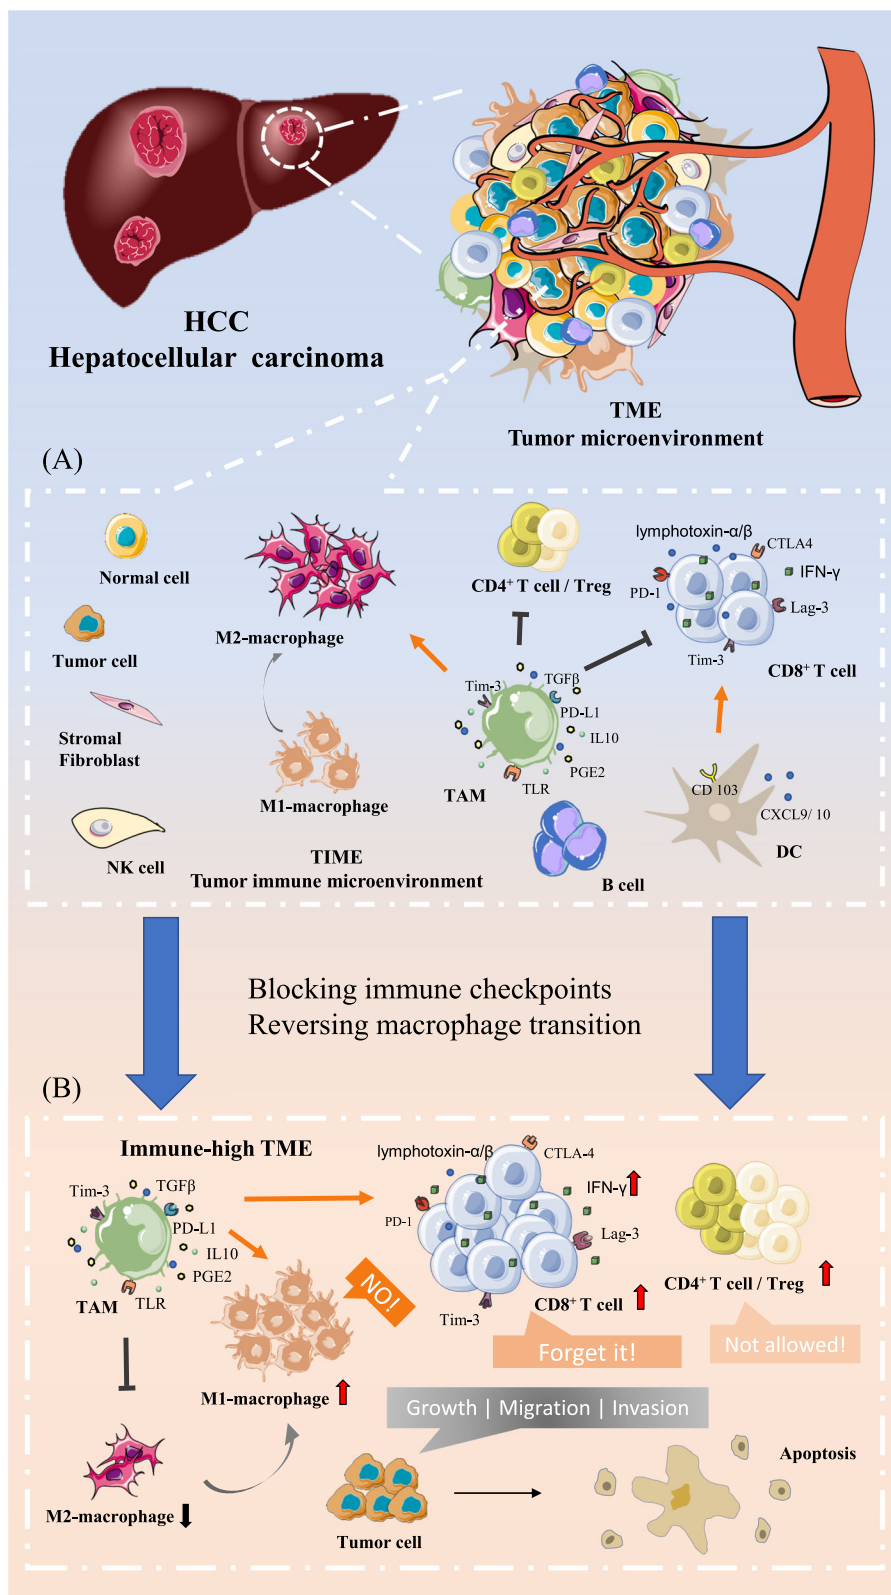 HCC
Hepatocellular carcinoma
TME
Tumor microenvironment
(A)
Normal cell
Tumor cell
Stromal
Fibroblast
NK cell
M2-macrophage
M1-macrophage
TIME
Tumor immune microenvironment
CD4⁺ T cell / Treg
Tim-3
TGFβ
PD-L1
IL10
PGE2
TLR
TAM
B cell
lymphotoxin-α/β
CTLA4
IFN-γ
PD-1
Lag-3
Tim-3
CD8⁺ T cell
CD 103
CXCL9/ 10
DC
Blocking immune checkpoints
Reversing macrophage transition
(B)
Immune-high TME
Tim-3
TGFβ
PD-L1
IL10
PGE2
TAM
TLR
NO!
M1-macrophage
M2-macrophage
lymphotoxin-α/β
CTLA-4
IFN-γ
PD-1
Lag-3
Tim-3
CD8⁺ T cell
Forget it!
CD4⁺ T cell / Treg
Not allowed!
Growth | Migration | Invasion
Tumor cell
Apoptosis